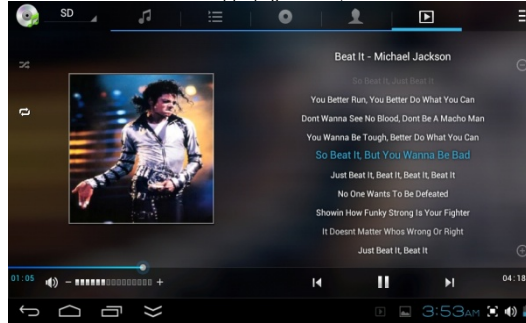 SD
Beat It - Michael Jackson
So Beat It, Just Beat It
You Better Run, You Better Do What You Can
Dont Wanna See No Blood, Dont Be A Macho Man
You Wanna Be Tough, Better Do What You Can
So Beat It, But You Wanna Be Bad
Just Beat It, Beat It, Beat It, Beat It
No One Wants To Be Defeated
Showin How Funky Strong Is Your Fighter
It Doesnt Matter Whos Wrong Or Right
Just Beat It, Beat It
01:05
04:18
3:53AM